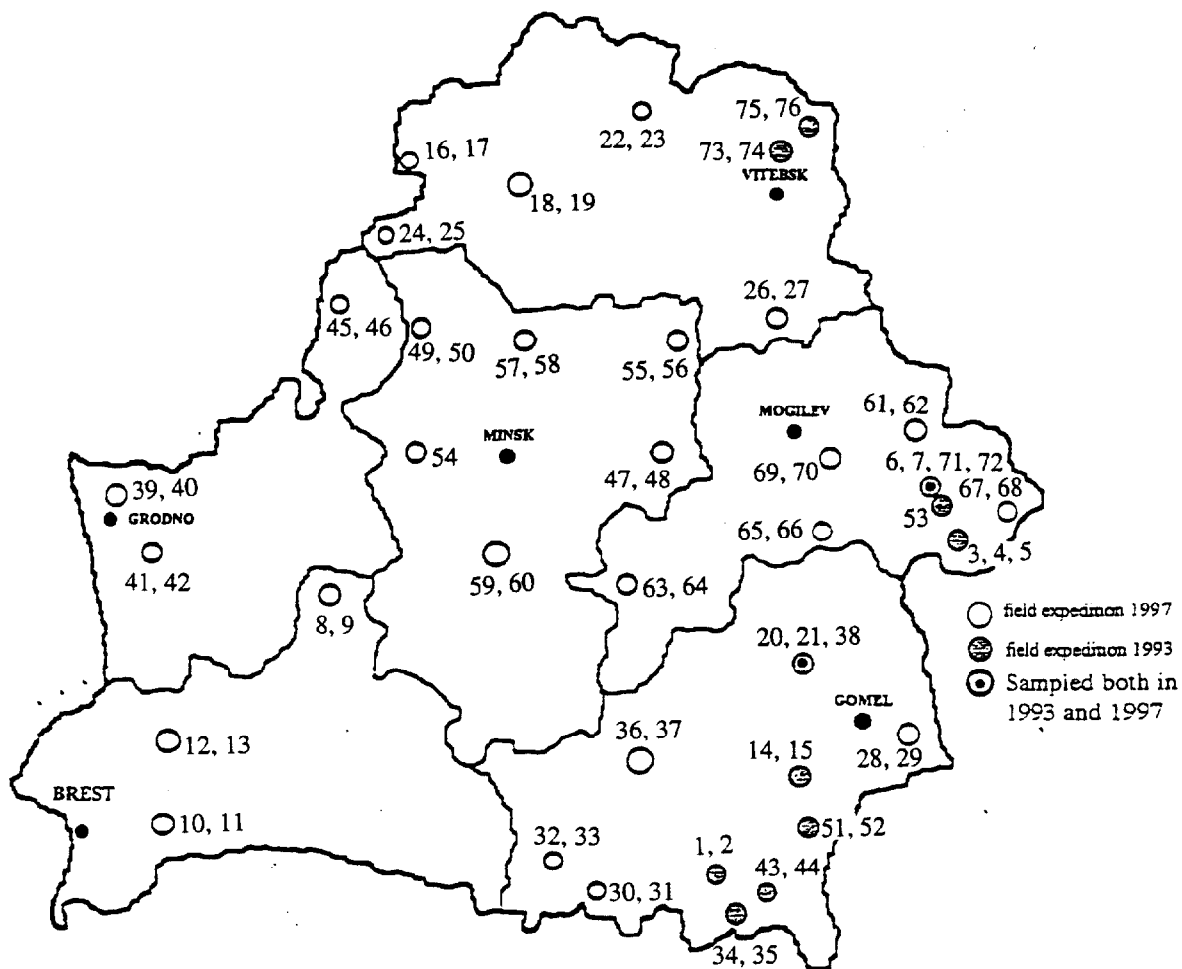 75, 76
22, 23
73, 74
16, 17
VITEBSK
18, 19
24, 25
26, 27
45, 46
49, 50
57, 58
55, 56
61, 62
MOGILEV
MINSK
54
69, 70
6, 7, 71, 72
47, 48
67, 68
39, 40
53
GRODNO
65, 66
3, 4, 5
41, 42
59, 60
63, 64
8, 9
field expedimon 1997
20, 21, 38
field expedimon 1993
Sampied both in
1993 and 1997
GOMEL
36, 37
12, 13
28, 29
14, 15
BREST
10, 11
51, 52
32, 33
1, 2
43, 44
30, 31
34, 35